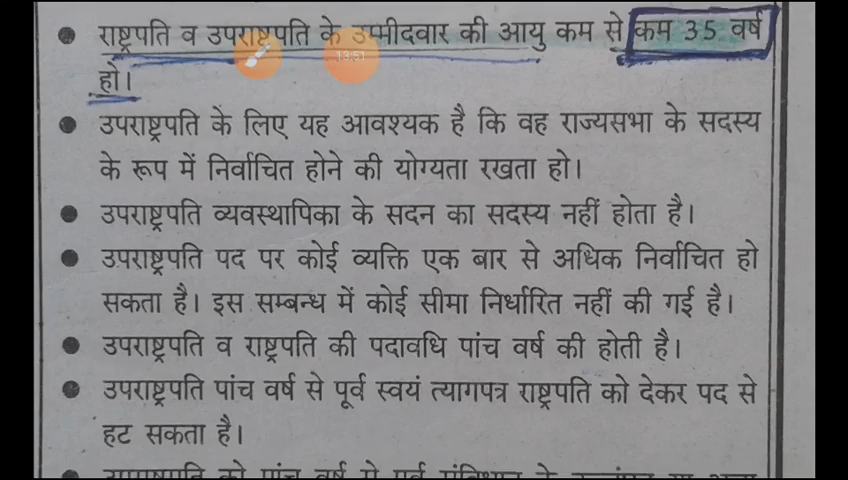 राष्ट्रपति व उपराष्ट्रपति के उम्मीदवार की आयु कम से कम 35 वर्ष
हो।
उपराष्ट्रपति के लिए यह आवश्यक है कि वह राज्यसभा के सदस्य
के रूप में निर्वाचित होने की योग्यता रखता हो।
उपराष्ट्रपति व्यवस्थापिका के सदन का सदस्य नहीं होता है।
उपराष्ट्रपति पद पर कोई व्यक्ति एक बार से अधिक निर्वाचित हो
सकता है। इस सम्बन्ध में कोई सीमा निर्धारित नहीं की गई है।
उपराष्ट्रपति व राष्ट्रपति की पदावधि पांच वर्ष की होती है।
उपराष्ट्रपति पांच वर्ष से पूर्व स्वयं त्यागपत्र राष्ट्रपति को देकर पद से
हट सकता है।